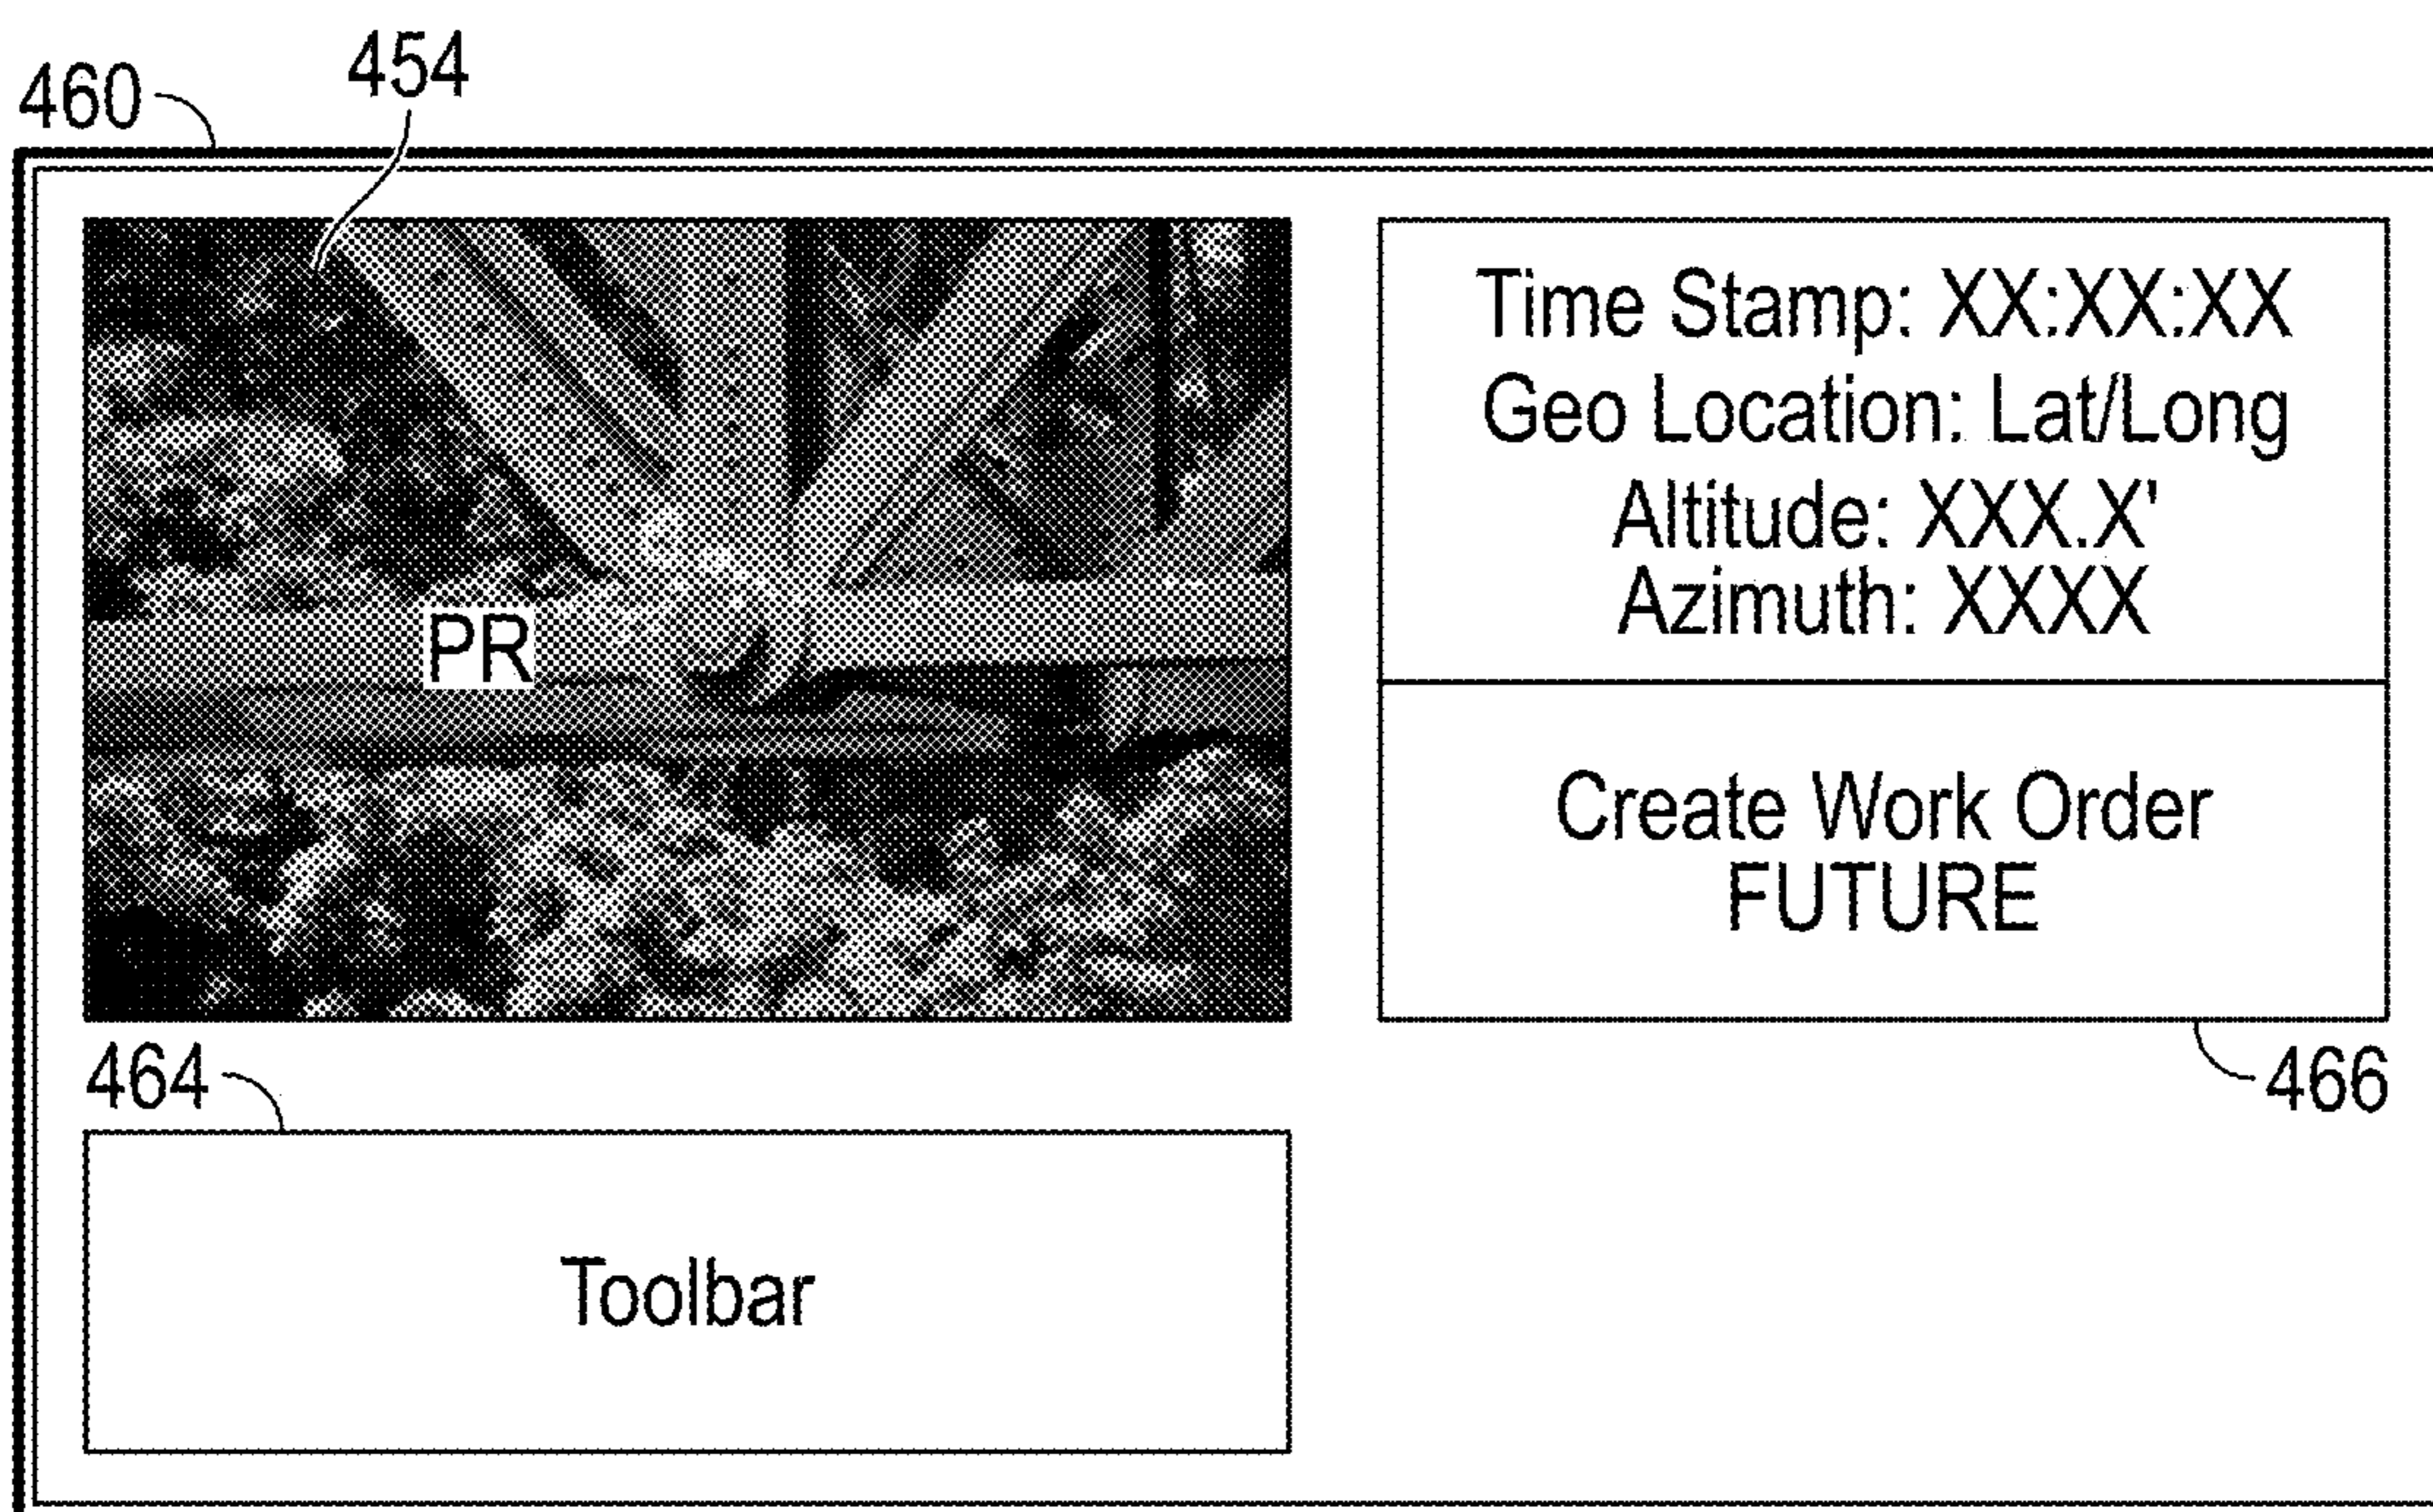 460
454
PR
Time Stamp: XX:XX:XX
Geo Location: Lat/Long
Altitude: XXX.X'
Azimuth: XXXX
Create Work Order
FUTURE
464
466
Toolbar